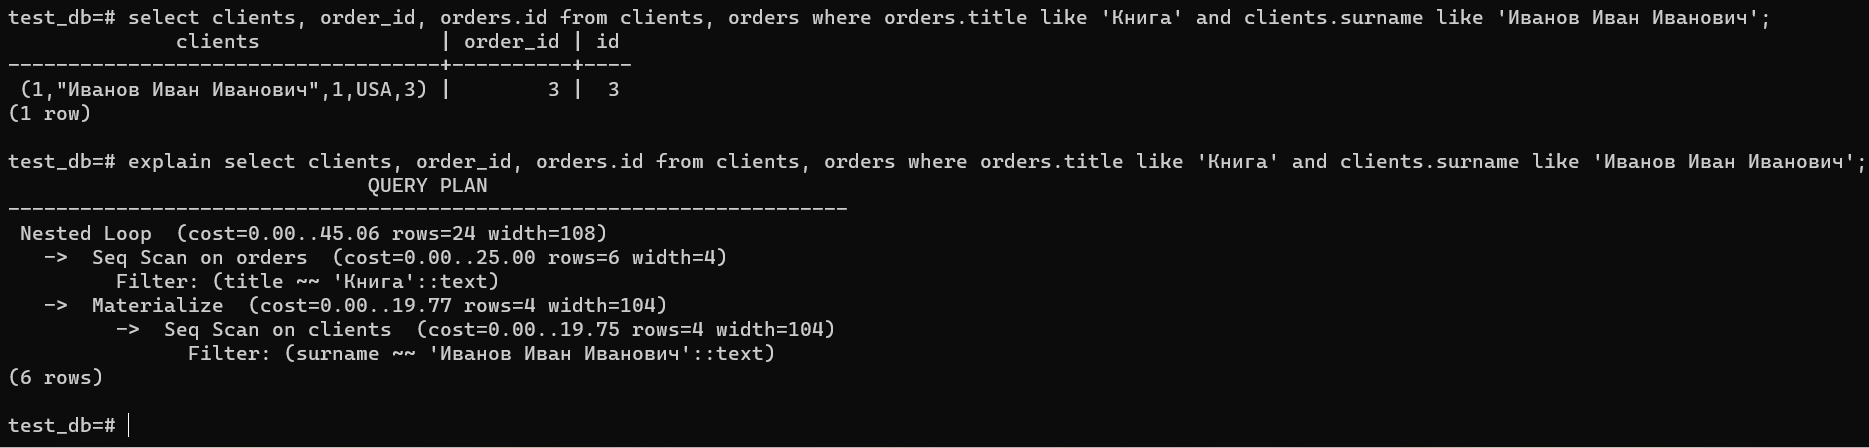 test_db=# select clients, order_id, orders.id from clients, orders where orders.title like 'Книга' and clients.surname like 'Иванов Иван Иванович';
              clients               | order_id | id
------------------------------------+----------+----
 (1,"Иванов Иван Иванович",1,USA,3) |        3 |  3
(1 row)

test_db=# explain select clients, order_id, orders.id from clients, orders where orders.title like 'Книга' and clients.surname like 'Иванов Иван Иванович';
                              QUERY PLAN
----------------------------------------------------------------------
 Nested Loop  (cost=0.00..45.06 rows=24 width=108)
   ->  Seq Scan on orders  (cost=0.00..25.00 rows=6 width=4)
         Filter: (title ~~ 'Книга'::text)
   ->  Materialize  (cost=0.00..19.77 rows=4 width=104)
         ->  Seq Scan on clients  (cost=0.00..19.75 rows=4 width=104)
               Filter: (surname ~~ 'Иванов Иван Иванович'::text)
(6 rows)

test_db=#